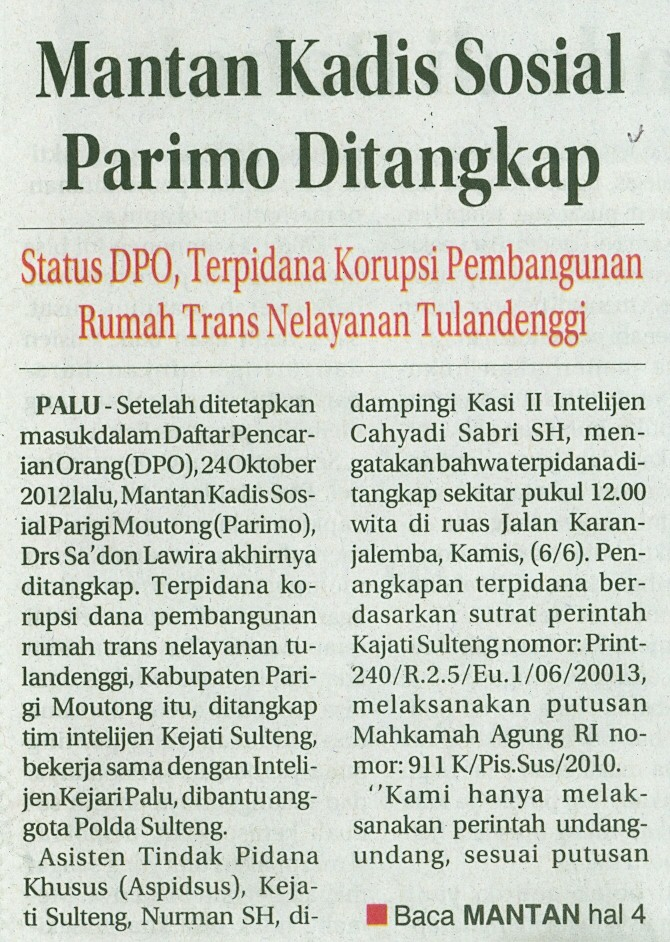 Mantan Kadis Sosial
Parimo Ditangkap
Status DPO, Terpidana Korupsi Pembangunan
Rumah Trans Nelayanan Tulandenggi
PALU - Setelah ditetapkan
masuk dalam Daftar Pencar-
ian Orang (DPO), 24 Oktober
2012 lalu, Mantan Kadis Sos-
ial Parigi Moutong (Parimo),
Drs Sa'don Lawira akhirnya
ditangkap. Terpidana ko-
rupsi dana pembangunan
rumah trans nelayanan tu-
landenggi, Kabupaten Pari-
gi Moutong itu, ditangkap
tim intelijen Kejati Sulteng,
bekerja sama dengan Inteli-
jen Kejari Palu, dibantu ang-
gota Polda Sulteng.
Asisten Tindak Pidana
Khusus (Aspidsus), Keja-
ti Sulteng, Nurman SH, di-
dampingi Kasi II Intelijen
Cahyadi Sabri SH, men-
gatakan bahwa terpidana di-
tangkap sekitar pukul 12.00
wita di ruas Jalan Karan-
jalemba, Kamis, (6/6). Pen-
angkapan terpidana ber-
dasarkan sutrat perintah
Kajati Sulteng nomor: Print-
240/R.2.5/Eu.1/06/20013,
melaksanakan putusan
Mahkamah Agung RI no-
mor: 911 K/Pis.Sus/2010.
‘’Kami hanya melak-
sanakan perintah undang-
undang, sesuai putusan
Baca MANTAN hal 4